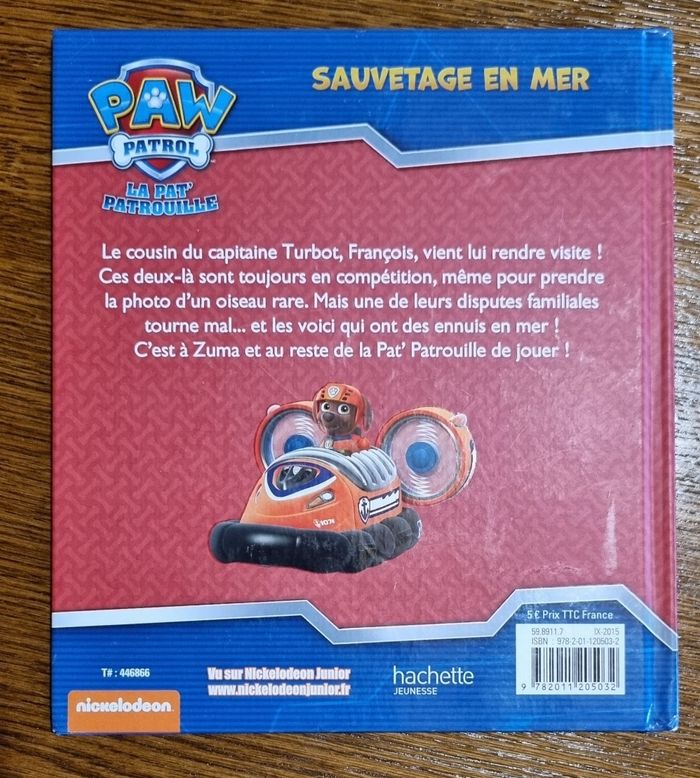 PAW
PATROL
LA PAT'
PATROUILLE
SAUVETAGE EN MER
Le cousin du capitaine Turbot, François, vient lui rendre visite !
Ces deux-là sont toujours en compétition, même pour prendre
la photo d'un oiseau rare. Mais une de leurs disputes familiales
tourne mal... et les voici qui ont des ennuis en mer !
C'est à Zuma et au reste de la Pat' Patrouille de jouer !
5 € Prix TTC France
59.8911.7 IX-2015
ISBN : 978-2-01-120503-2
9 782011 205032
T# : 446866
nickelodeon
Vu sur Nickelodeon Junior
www.nickelodeonjunior.fr
hachette
JEUNESSE